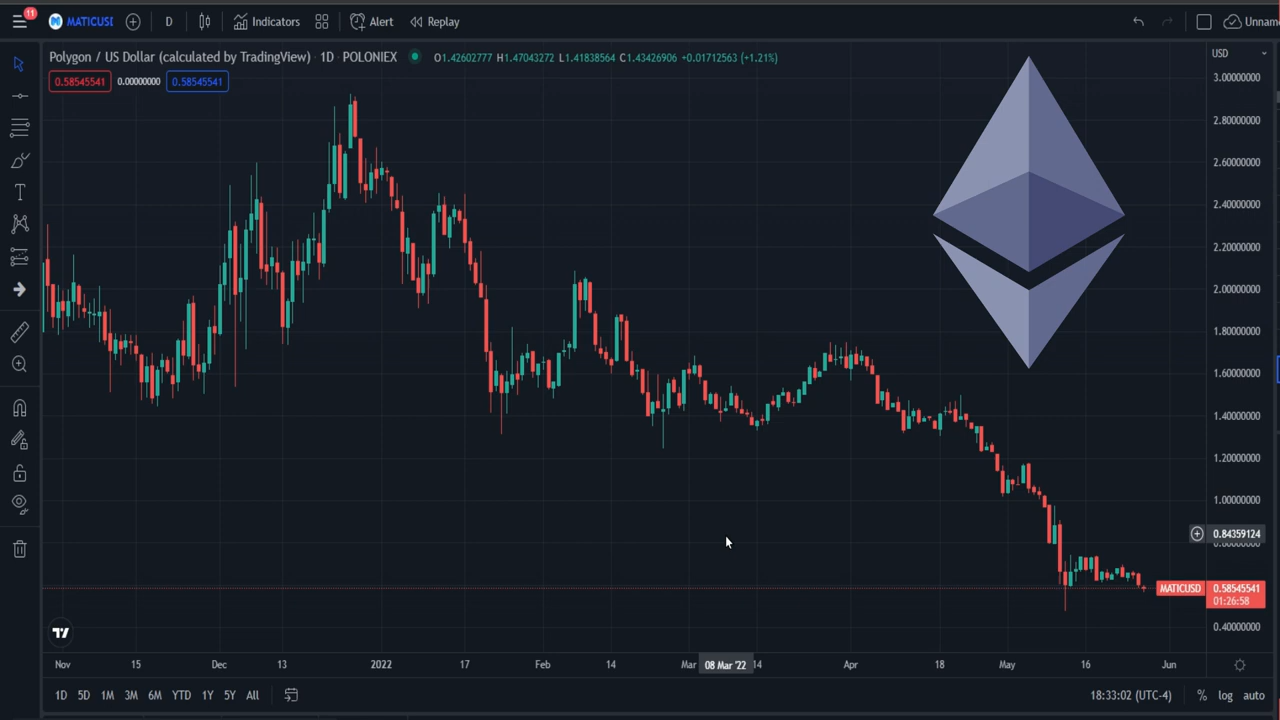 11
MATICUSI
D
Indicators
Alert
Replay
Unnam
Polygon / US Dollar (calculated by TradingView) 1D POLONIEX
O1.42602777 H1.47043272 L1.41838564 C1.43426906 +0.01712563 (+1.21%)
USD
0.58545541 0.00000000 0.58545541
3.00000000
2.80000000
2.60000000
2.40000000
2.20000000
2.00000000
1.80000000
1.60000000
1.40000000
1.20000000
1.00000000
0.84359124
0.80000000
MATICUSD 0.58545541
01:26:58
0.40000000
Nov 15 Dec 13 2022 17 Feb 14 Mar 08 Mar '22 14 Apr 18 May 16 Jun
1D 5D 1M 3M 6M YTD 1Y 5Y All
18:33:02 (UTC-4) % log auto